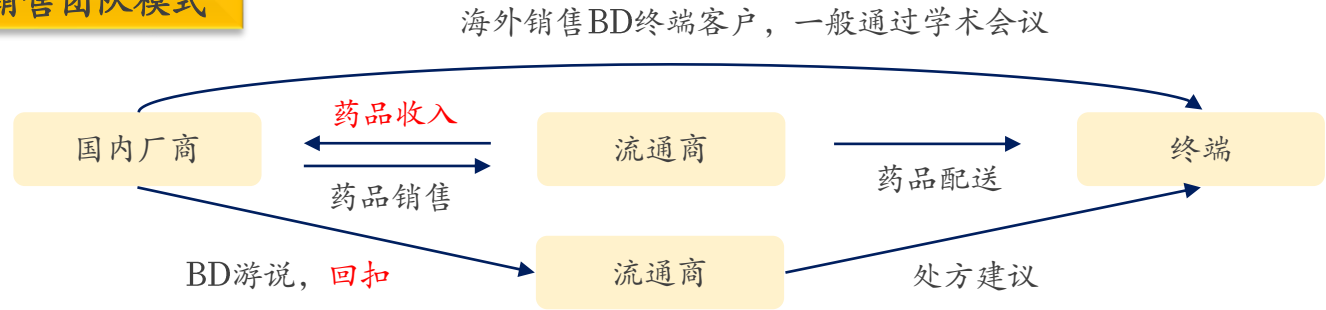 销售团队模式
海外销售BD终端客户，一般通过学术会议
药品收入
国内厂商
流通商
终端
药品销售
药品配送
BD游说，回扣
流通商
处方建议